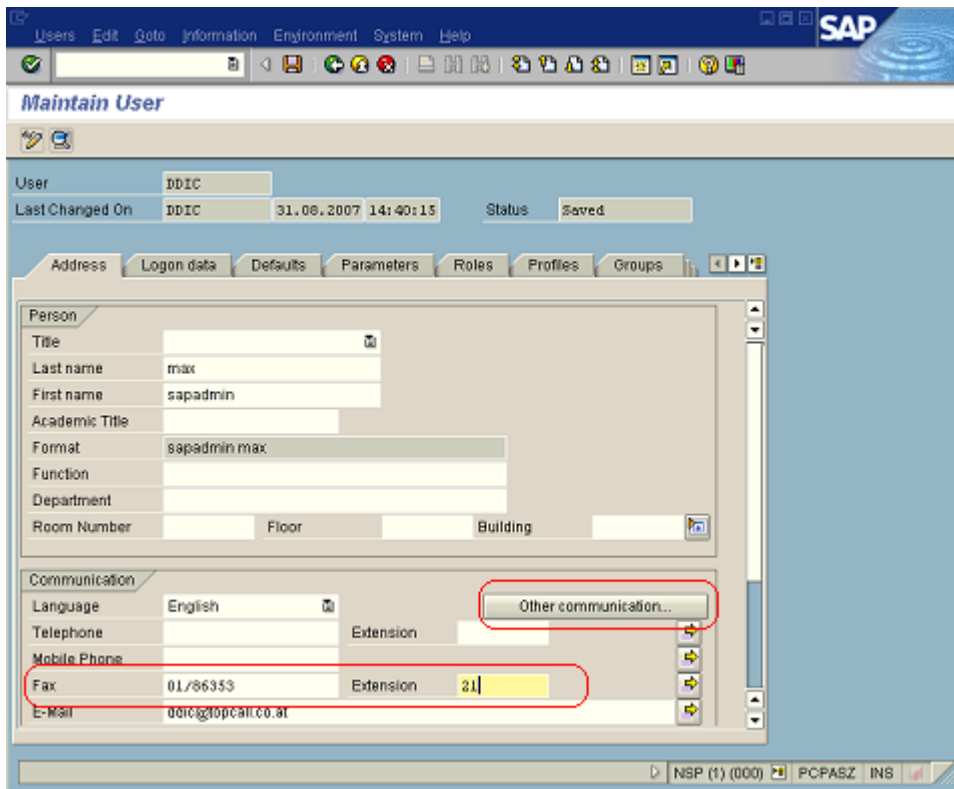 Users Edit Goto Information Environment System Help
SAP
Maintain User
User DDIC
Last Changed On DDIC 31.08.2007 14:40:15 Status Saved
Address Logon data Defaults Parameters Roles Profiles Groups
Person
Title
Last name max
First name sapadmin
Academic Title
Format sapadmin max
Function
Department
Room Number Floor Building
Communication
Language English Other communication...
Telephone Extension
Mobile Phone
Fax 01/86353 Extension 21
E-Mail ddic@topcall.co.at
NSP (1) (000) PCPASZ INS